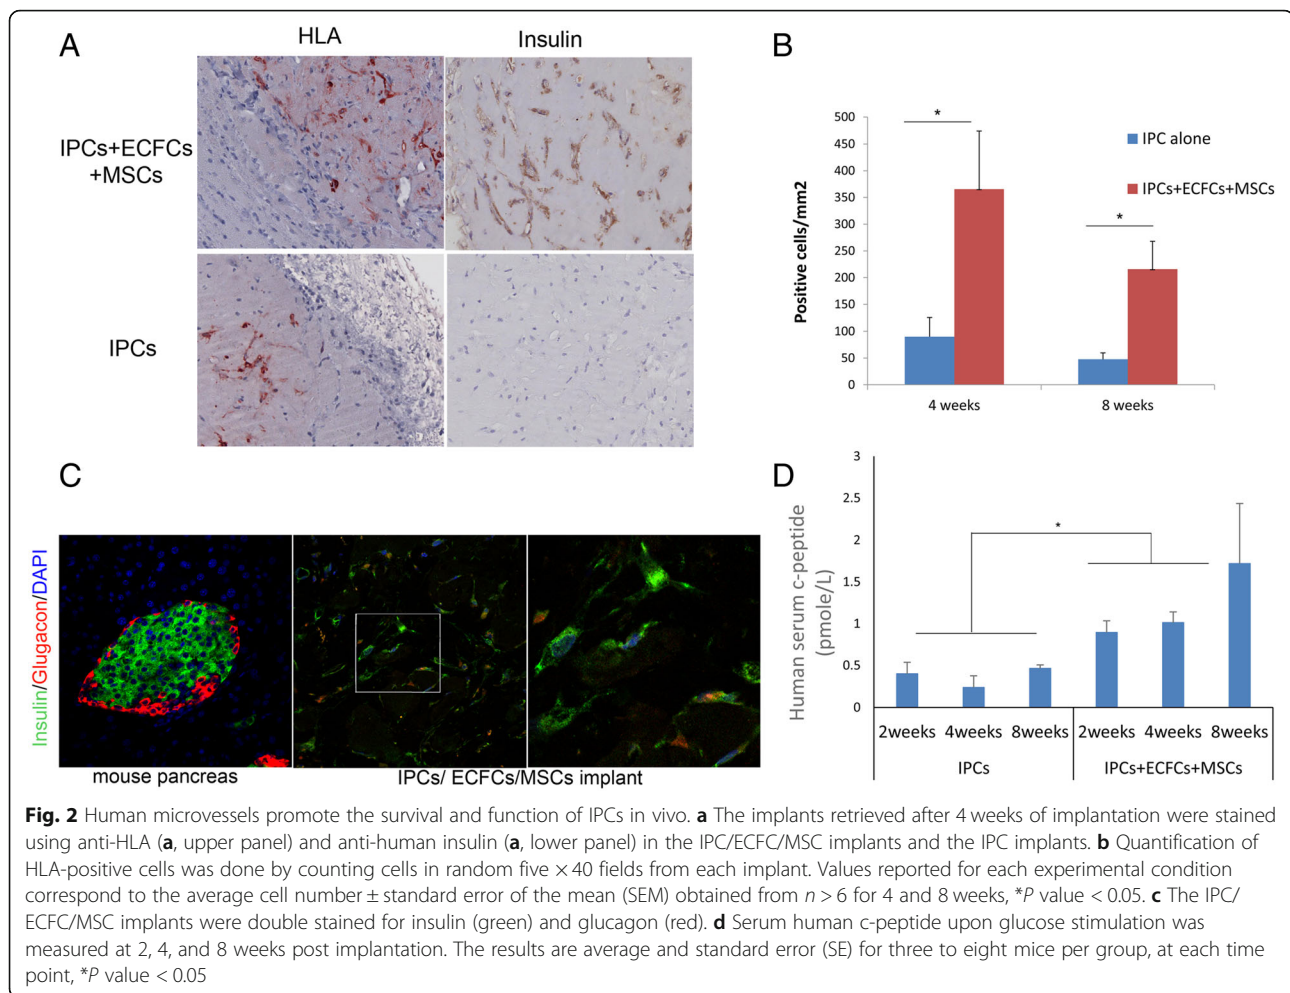 A
HLA
Insulin
IPCs+ECFCs
+MSCs
IPCs
B
Positive cells/mm2
500
450
400
350
300
250
200
150
100
50
0
*
*
IPC alone
IPCs+ECFCs+MSCs
4 weeks
8 weeks
C
Insulin/Glugacon/DAPI
mouse pancreas
IPCs/ ECFCs/MSCs implant
D
Human serum c-peptide
(pmole/L)
3
2.5
2
1.5
1
0.5
0
*
2weeks 4weeks 8weeks 2weeks 4weeks 8weeks
IPCs IPCs+ECFCs+MSCs
Fig. 2 Human microvessels promote the survival and function of IPCs in vivo. a The implants retrieved after 4 weeks of implantation were stained
using anti-HLA (a, upper panel) and anti-human insulin (a, lower panel) in the IPC/ECFC/MSC implants and the IPC implants. b Quantification of
HLA-positive cells was done by counting cells in random five × 40 fields from each implant. Values reported for each experimental condition
correspond to the average cell number ± standard error of the mean (SEM) obtained from n > 6 for 4 and 8 weeks, *P value < 0.05. c The IPC/
ECFC/MSC implants were double stained for insulin (green) and glucagon (red). d Serum human c-peptide upon glucose stimulation was
measured at 2, 4, and 8 weeks post implantation. The results are average and standard error (SE) for three to eight mice per group, at each time
point, *P value < 0.05